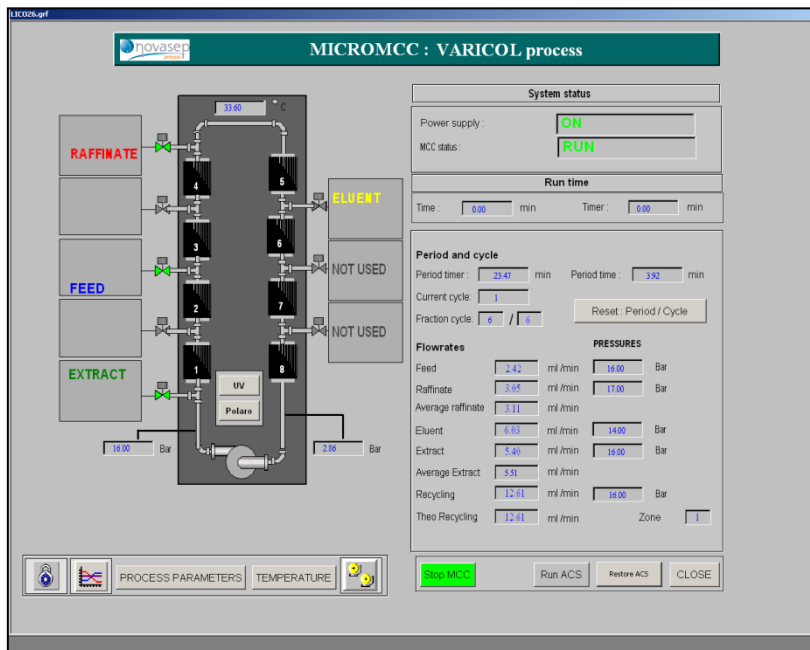 LICO26.grf
novasep
process
MICROMCC : VARICOL process
33.60 ° C
RAFFINATE
FEED
EXTRACT
4
3
2
1
5
6
7
8
ELUENT
NOT USED
NOT USED
UV
Polaro
16.00 Bar
2.86 Bar
PROCESS PARAMETERS
TEMPERATURE
System status
Power supply : ON
MCC status : RUN
Run time
Time : 0.00 min Timer : 0.00 min
Period and cycle
Period timer : 23.47 min Period time : 3.92 min
Current cycle: 1
Fraction cycle: 6 / 6
Reset : Period / Cycle
Flowrates PRESSURES
Feed 2.42 ml /min 16.00 Bar
Raffinate 3.05 ml /min 17.00 Bar
Average raffinate 3.11 ml /min
Eluent 6.03 ml /min 14.00 Bar
Extract 5.40 ml /min 16.00 Bar
Average Extract 5.51 ml /min
Recycling 12.61 ml /min 16.00 Bar
Theo Recycling 12.61 ml /min Zone 1
Stop MCC
Run ACS
Restore ACS
CLOSE